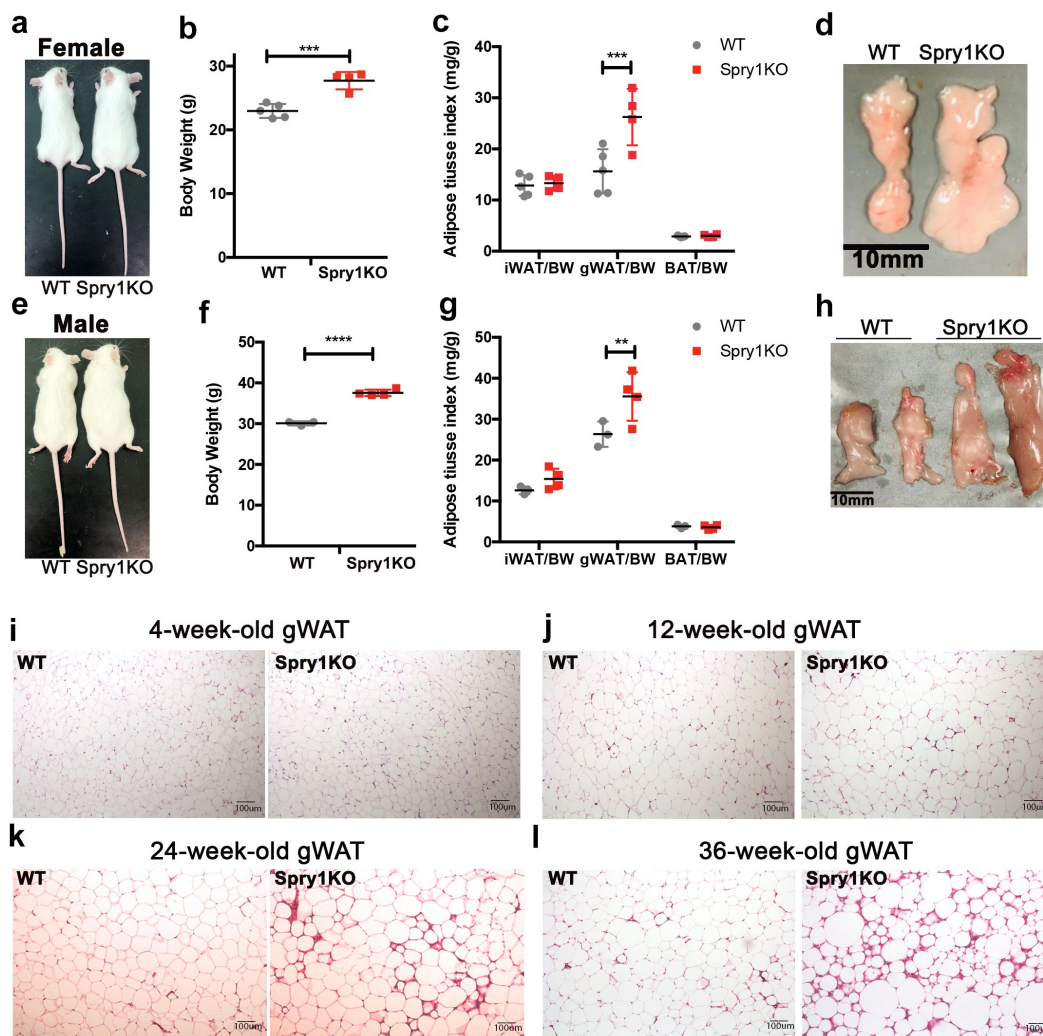 a
Female
WT Spry1KO
b
Body Weight (g)
30
20
10
0
***
WT
Spry1KO
c
Adipose tiusse index (mg/g)
40
30
20
10
0
***
WT
Spry1KO
iWAT/BW
gWAT/BW
BAT/BW
d
WT
Spry1KO
10mm
e
Male
WT Spry1KO
f
Body Weight (g)
50
40
30
20
10
0
****
WT
Spry1KO
g
Adipose tiusse index (mg/g)
50
40
30
20
10
0
**
WT
Spry1KO
iWAT/BW
gWAT/BW
BAT/BW
h
WT
Spry1KO
10mm
i
4-week-old gWAT
WT
100um
Spry1KO
100um
j
12-week-old gWAT
WT
100um
Spry1KO
100um
k
24-week-old gWAT
WT
100um
Spry1KO
100um
l
36-week-old gWAT
WT
100um
Spry1KO
100um